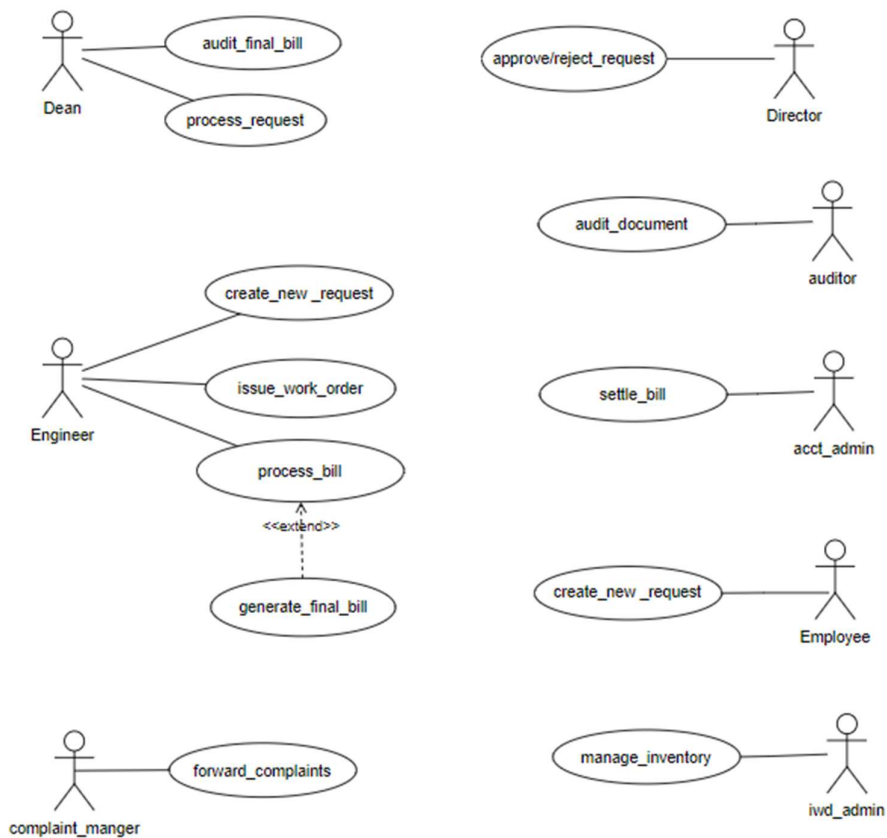 audit_final_bill
Dean
process_request
approve/reject_request
Director
audit_document
auditor
create_new _request
Engineer
issue_work_order
process_bill
<<extend>>
generate_final_bill
settle_bill
acct_admin
create_new _request
Employee
complaint_manger
forward_complaints
manage_inventory
iwd_admin